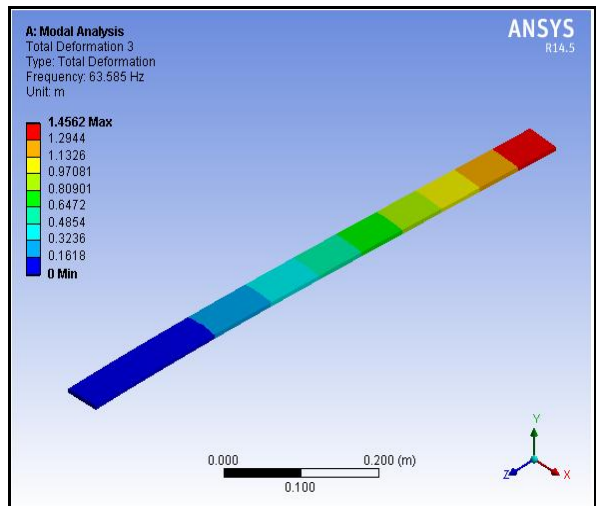 A: Modal Analysis
Total Deformation 3
Type: Total Deformation
Frequency: 63.585 Hz
Unit: m
ANSYS
R14.5
1.4562 Max
1.2944
1.1326
0.97081
0.80901
0.6472
0.4854
0.3236
0.1618
0 Min
0.000
0.200 (m)
0.100
Y
Z
X